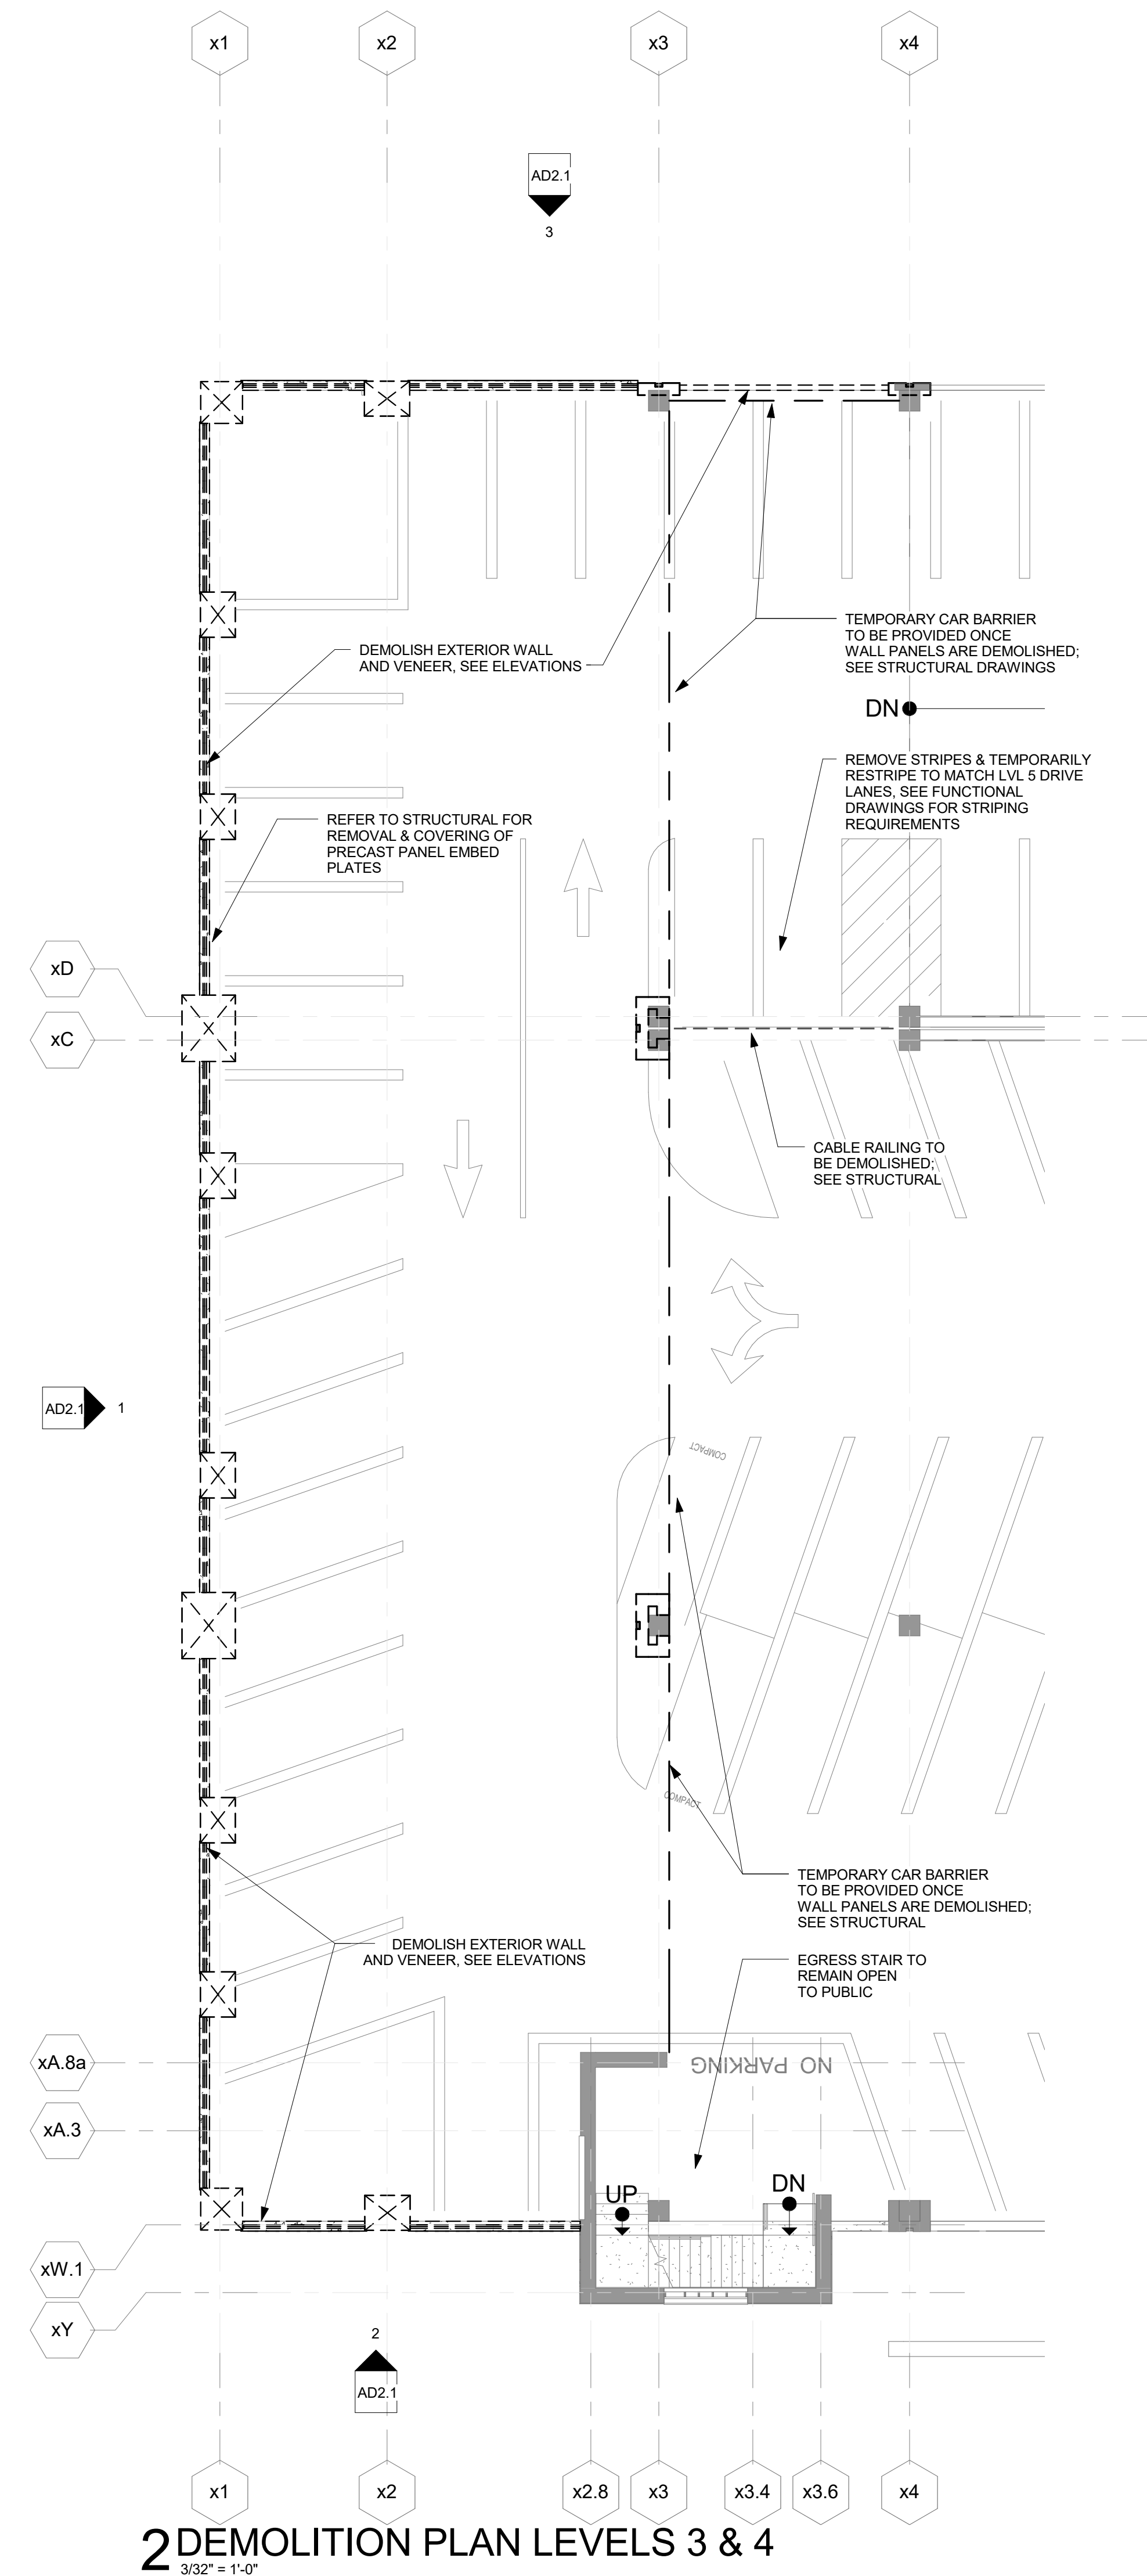 x1
x2
x3
x4
AD2.1
3
DEMOLISH EXTERIOR WALL
AND VENEER, SEE ELEVATIONS
TEMPORARY CAR BARRIER
TO BE PROVIDED ONCE
WALL PANELS ARE DEMOLISHED;
SEE STRUCTURAL DRAWINGS
DN
REMOVE STRIPES & TEMPORARILY
RESTRIPE TO MATCH LVL 5 DRIVE
LANES, SEE FUNCTIONAL
DRAWINGS FOR STRIPING
REQUIREMENTS
REFER TO STRUCTURAL FOR
REMOVAL & COVERING OF
PRECAST PANEL EMBED
PLATES
xD
xC
CABLE RAILING TO
BE DEMOLISHED;
SEE STRUCTURAL
AD2.1
1
COMPACT
COMPACT
TEMPORARY CAR BARRIER
TO BE PROVIDED ONCE
WALL PANELS ARE DEMOLISHED;
SEE STRUCTURAL
DEMOLISH EXTERIOR WALL
AND VENEER, SEE ELEVATIONS
EGRESS STAIR TO
REMAIN OPEN
TO PUBLIC
xA.8a
NO PARKING
xA.3
UP
DN
xW.1
xY
2
AD2.1
x1
x2
x2.8
x3
x3.4
x3.6
x4
2 DEMOLITION PLAN LEVELS 3 & 4
3/32" = 1'-0"